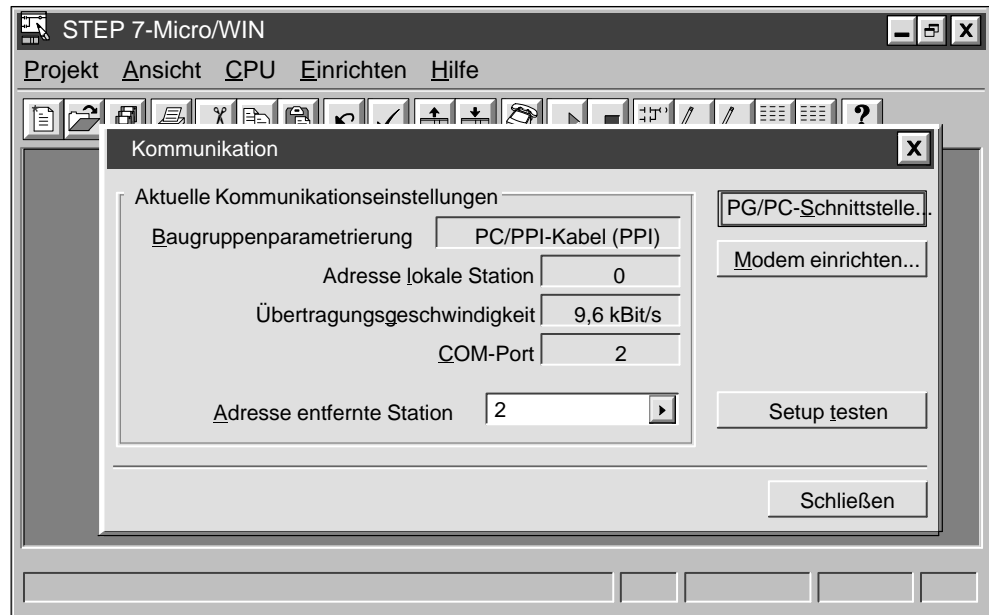 STEP 7-Micro/WIN
Projekt Ansicht CPU Einrichten Hilfe
?
Kommunikation
Aktuelle Kommunikationseinstellungen
Baugruppenparametrierung PC/PPI-Kabel (PPI)
Adresse lokale Station 0
Übertragungsgeschwindigkeit 9,6 kBit/s
COM-Port 2
Adresse entfernte Station 2
PG/PC-Schnittstelle...
Modem einrichten...
Setup testen
Schließen